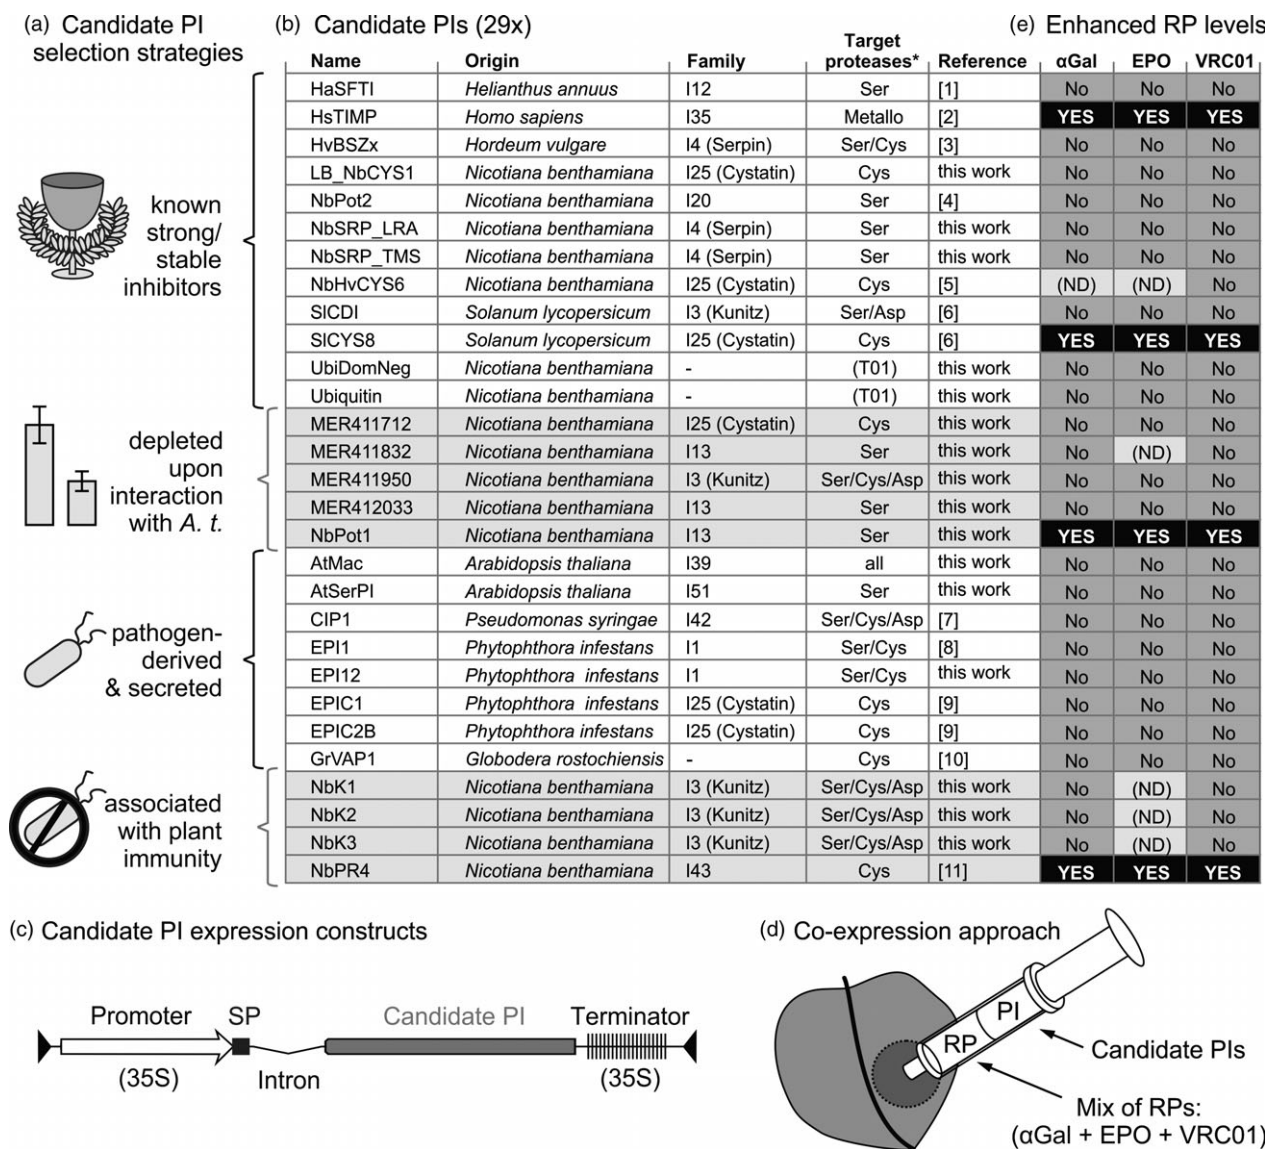 (a) Candidate PI
selection strategies
(b) Candidate PIs (29x)
(e) Enhanced RP levels
Name Origin Family Target proteases* Reference αGal EPO VRC01
known
strong/
stable
inhibitors
HaSFTI Helianthus annuus I12 Ser [1] No No No
HsTIMP Homo sapiens I35 Metallo [2] YES YES YES
HvBSZx Hordeum vulgare I4 (Serpin) Ser/Cys [3] No No No
LB_NbCYS1 Nicotiana benthamiana I25 (Cystatin) Cys this work No No No
NbPot2 Nicotiana benthamiana I20 Ser [4] No No No
NbSRP_LRA Nicotiana benthamiana I4 (Serpin) Ser this work No No No
NbSRP_TMS Nicotiana benthamiana I4 (Serpin) Ser this work No No No
NbHvCYS6 Nicotiana benthamiana I25 (Cystatin) Cys [5] (ND) (ND) No
SlCDI Solanum lycopersicum I3 (Kunitz) Ser/Asp [6] No No No
SlCYS8 Solanum lycopersicum I25 (Cystatin) Cys [6] YES YES YES
UbiDomNeg Nicotiana benthamiana - (T01) this work No No No
Ubiquitin Nicotiana benthamiana - (T01) this work No No No
depleted
upon
interaction
with A. t.
MER411712 Nicotiana benthamiana I25 (Cystatin) Cys this work No No No
MER411832 Nicotiana benthamiana I13 Ser this work No (ND) No
MER411950 Nicotiana benthamiana I3 (Kunitz) Ser/Cys/Asp this work No No No
MER412033 Nicotiana benthamiana I13 Ser this work No No No
NbPot1 Nicotiana benthamiana I13 Ser this work YES YES YES
pathogen-
derived
& secreted
AtMac Arabidopsis thaliana I39 all this work No No No
AtSerPI Arabidopsis thaliana I51 Ser this work No No No
CIP1 Pseudomonas syringae I42 Ser/Cys/Asp [7] No No No
EPI1 Phytophthora infestans I1 Ser/Cys [8] No No No
EPI12 Phytophthora infestans I1 Ser/Cys this work No No No
EPIC1 Phytophthora infestans I25 (Cystatin) Cys [9] No No No
EPIC2B Phytophthora infestans I25 (Cystatin) Cys [9] No No No
GrVAP1 Globodera rostochiensis - Cys [10] No No No
associated
with plant
immunity
NbK1 Nicotiana benthamiana I3 (Kunitz) Ser/Cys/Asp this work No (ND) No
NbK2 Nicotiana benthamiana I3 (Kunitz) Ser/Cys/Asp this work No (ND) No
NbK3 Nicotiana benthamiana I3 (Kunitz) Ser/Cys/Asp this work No (ND) No
NbPR4 Nicotiana benthamiana I43 Cys [11] YES YES YES
(c) Candidate PI expression constructs
Promoter SP Candidate PI Terminator
(35S) Intron (35S)
(d) Co-expression approach
PI
RP
Candidate PIs
Mix of RPs:
(αGal + EPO + VRC01)